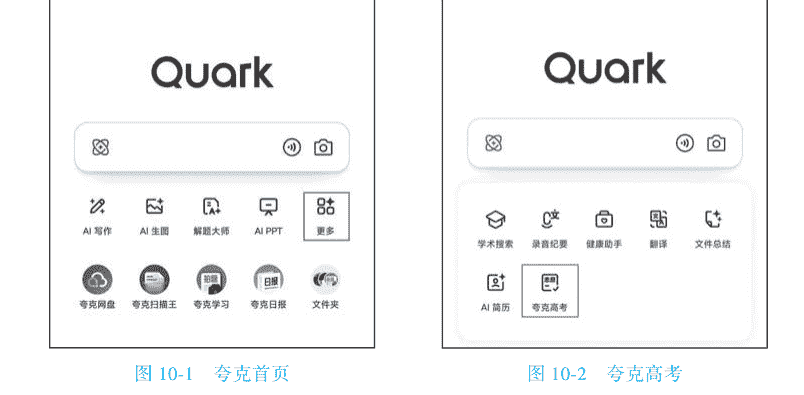 Quark
AI 写作 AI 生图 解题大师 AI PPT 更多
夸克网盘 夸克扫描王 夸克学习 夸克日报 文件夹
图 10-1 夸克首页
Quark
学术搜索 录音纪要 健康助手 翻译 文件总结
AI 简历 夸克高考
图 10-2 夸克高考